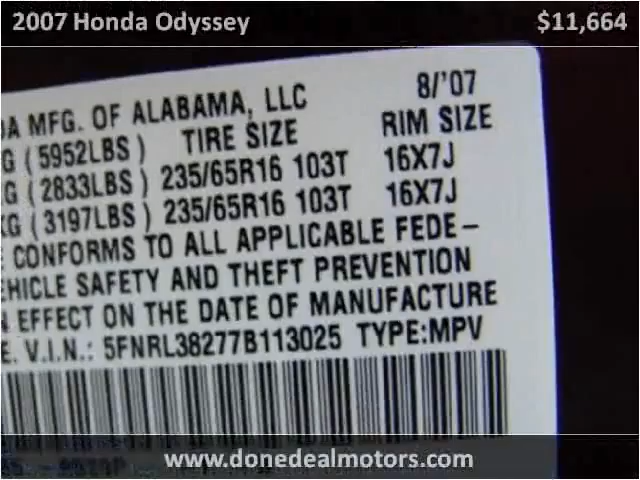 2007 Honda Odyssey $11,664
DA MFG. OF ALABAMA, LLC 8/'07
G ( 5952LBS ) TIRE SIZE RIM SIZE
G ( 2833LBS ) 235/65R16 103T 16X7J
KG ( 3197LBS ) 235/65R16 103T 16X7J
E CONFORMS TO ALL APPLICABLE FEDE-
EHICLE SAFETY AND THEFT PREVENTION
N EFFECT ON THE DATE OF MANUFACTURE
E. V.I.N.: 5FNRL38277B113025 TYPE:MPV
www.donedealmotors.com